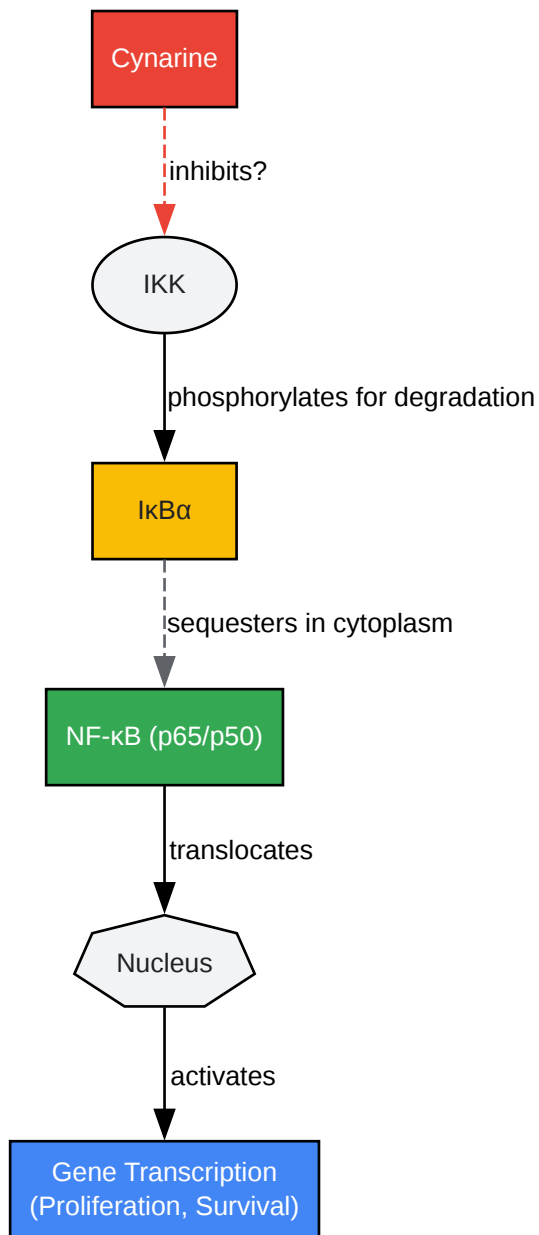 Cynarine
inhibits?
IKK
phosphorylates for degradation
IκBα
sequesters in cytoplasm
NF-κB (p65/p50)
translocates
Nucleus
activates
Gene Transcription
(Proliferation, Survival)